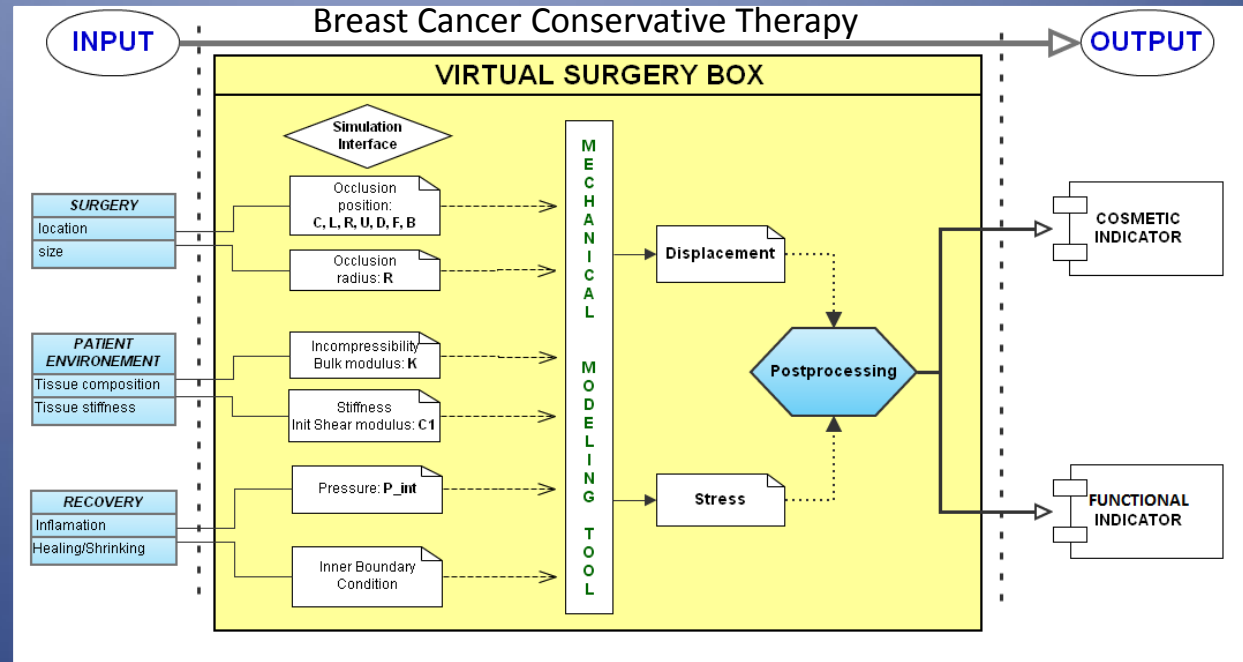 Breast Cancer Conservative Therapy
INPUT
OUTPUT
VIRTUAL SURGERY BOX
Simulation
Interface
SURGERY
location
size
PATIENT
ENVIRONEMENT
Tissue composition
Tissue stiffness
RECOVERY
Inflamation
Healing/Shrinking
Occlusion
position:
C, L, R, U, D, F, B
Occlusion
radius: R
Incompressibility
Bulk modulus: K
Stiffness
Init Shear modulus: C1
Pressure: P_int
Inner Boundary
Condition
MECHANICAL MODELING TOOL
Displacement
Stress
Postprocessing
COSMETIC
INDICATOR
FUNCTIONAL
INDICATOR